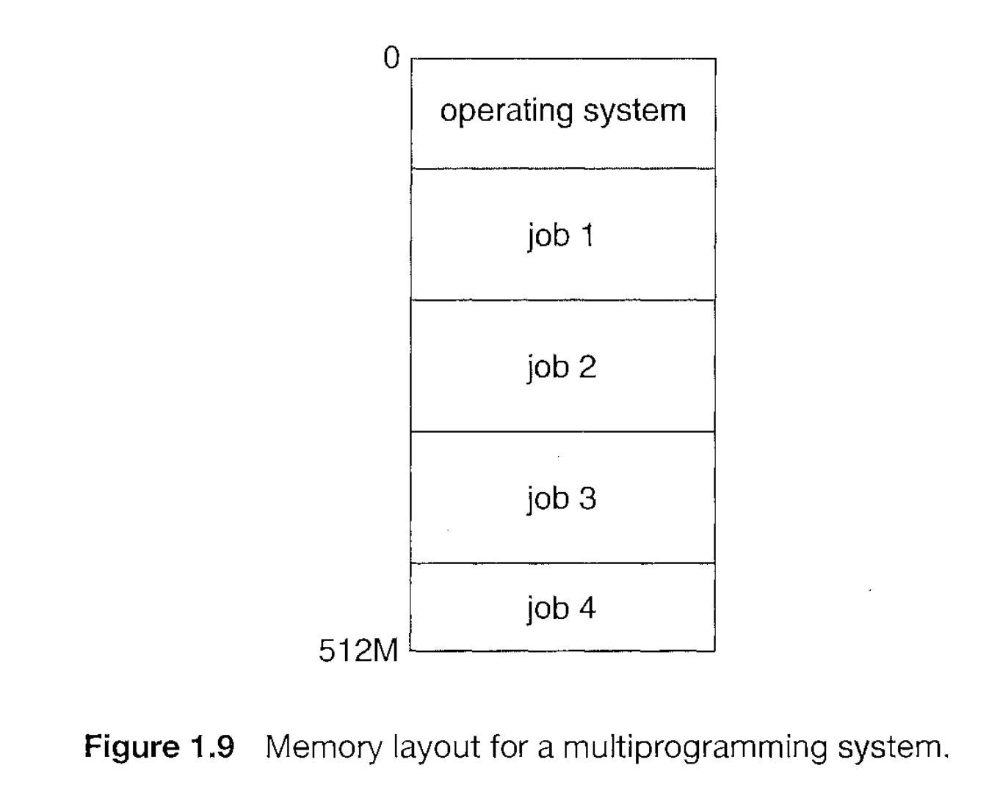 0
operating system
job 1
job 2
job 3
job 4
512M
Figure 1.9 Memory layout for a multiprogramming system.